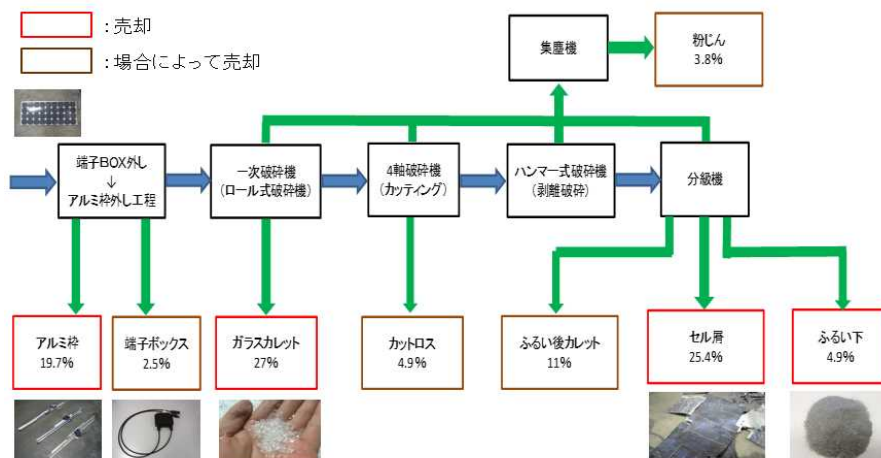 ：売却
：場合によって売却
集塵機
粉じん
3.8%
端子BOX外し
↓
アルミ枠外し工程
一次破砕機
(ロール式破砕機)
4軸破砕機
(カッティング)
ハンマー式破砕機
(剥離破砕)
分級機
アルミ枠
19.7%
端子ボックス
2.5%
ガラスカレット
27%
カットロス
4.9%
ふるい後カレット
11%
セル屑
25.4%
ふるい下
4.9%